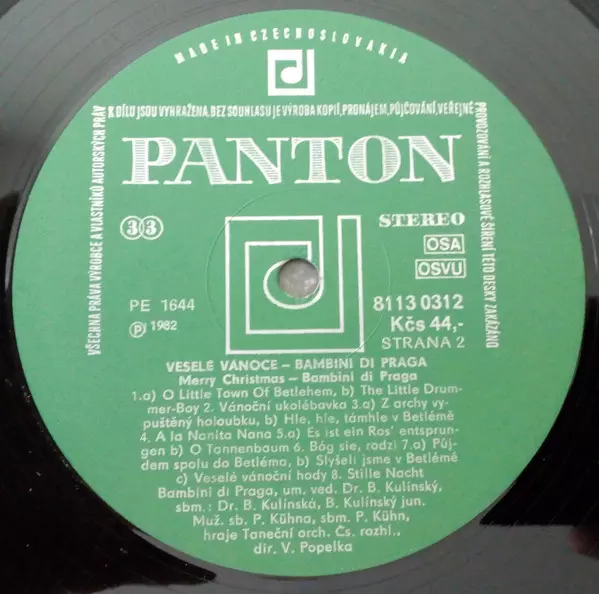 MADE IN CZECHOSLOVAKIA
VŠECHNA PRÁVA VÝROBCE A VLASTNÍKŮ AUTORSKÝCH PRÁV
K DÍLU JSOU VYHRAŽENA. BEZ SOUHLASU JE VÝROBA KOPIÍ, PRONÁJEM, PŮJČOVÁNÍ, VEŘEJNÉ
PROVOZOVÁNÍ A ROZHLASOVÉ ŠÍŘENÍ TÉTO DESKY ZAKÁZÁNO
PANTON
33
STEREO
OSA
OSVU
PE 1644
8113 0312
Ⓟ 1982
Kčs 44,-
STRANA 2
VESELÉ VÁNOCE – BAMBINI DI PRAGA
Merry Christmas – Bambini di Praga
1.a) O Little Town Of Betlehem, b) The Little Drum-
mer-Boy 2. Vánoční ukolébavka 3.a) Z archy vy-
puštěný holoubku, b) Hle, hle, támhle v Betlémě
4. A la Nanita Nana 5.a) Es ist ein Ros' entsprun-
gen b) O Tannenbaum 6. Bóg sie, rodzi 7.a) Půj-
dem spolu do Betléma, b) Slyšeli jsme v Betlémě
c) Veselé vánoční hody 8. Stille Nacht
Bambini di Praga, um. ved. Dr. B. Kulínský,
sbm.: Dr. B. Kulínská, B. Kulínský jun.
Muž. sb. P. Kühna, sbm. P. Kühn,
hraje Taneční orch. Čs. rozhl.,
dir. V. Popelka